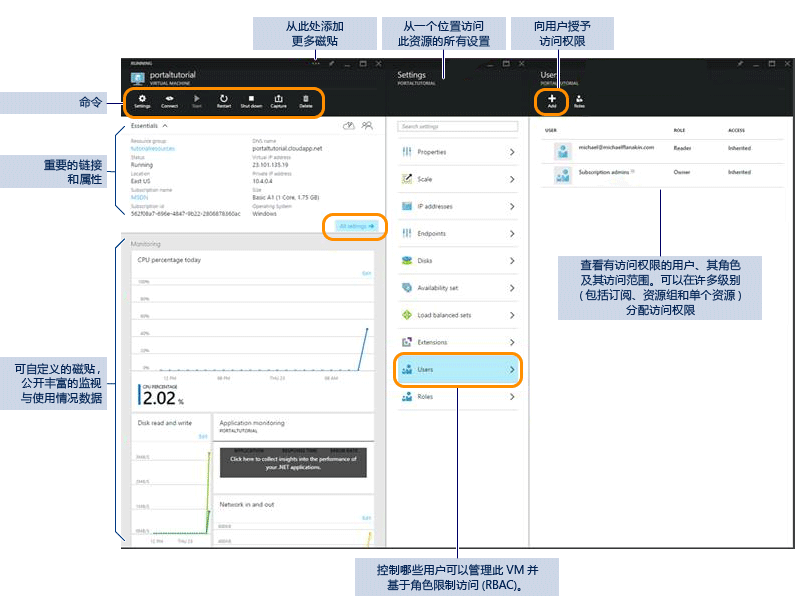 从此处添加
更多磁贴
从一个位置访问
此资源的所有设置
向用户授予
访问权限
命令
重要的链接
和属性
可自定义的磁贴，
公开丰富的监视
与使用情况数据
RUNNING
portaltutorial
VIRTUAL MACHINE
Settings
Connect
Start
Restart
Shut down
Capture
Delete
Essentials
Resource group
tutorialresources
Status
Running
Location
East US
Subscription name
MSDN
Subscription id
562f08a7-696e-4847-9b22-2808878360ac
DNS name
portaltutorial.cloudapp.net
Virtual IP address
23.101.135.19
Private IP address
10.4.0.4
Size
Basic A1 (1 Core, 1.75 GB)
Operating System
Windows
All settings
Monitoring
CPU percentage today
Edit
100%
80%
60%
40%
20%
0%
12 PM
06 PM
THU 23
06 AM
CPU PERCENTAGE
2.02 %
Disk read and write
Edit
12 PM
THU 23
Application monitoring
PORTALTUTORIAL
APPLICATION
RESPONSE TIME
ERROR RATE
Click here to collect insights into the performance of
your .NET applications.
Network in and out
Edit
Settings
PORTALTUTORIAL
Search settings
Properties
Scale
IP addresses
Endpoints
Disks
Availability set
Load balanced sets
Extensions
Users
Roles
Users
PORTALTUTORIAL
Add
Roles
USER
ROLE
ACCESS
michael@michaelflanakin.com
Reader
Inherited
Subscription admins
Owner
Inherited
查看有访问权限的用户、其角色
及其访问范围。可以在许多级别
(包括订阅、资源组和单个资源)
分配访问权限
控制哪些用户可以管理此 VM 并
基于角色限制访问 (RBAC)。